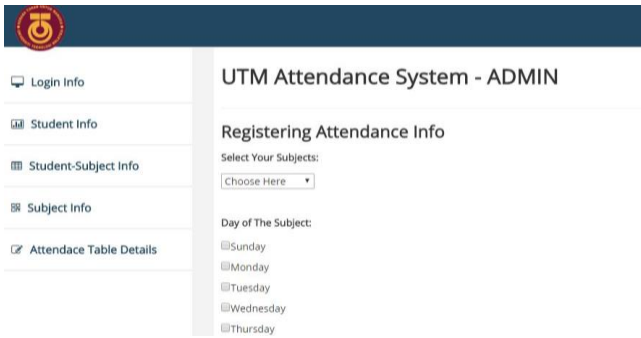 UTM Attendance System - ADMIN
Login Info
Student Info
Student-Subject Info
Subject Info
Attendace Table Details
Registering Attendance Info
Select Your Subjects:
Choose Here
Day of The Subject:
Sunday
Monday
Tuesday
Wednesday
Thursday